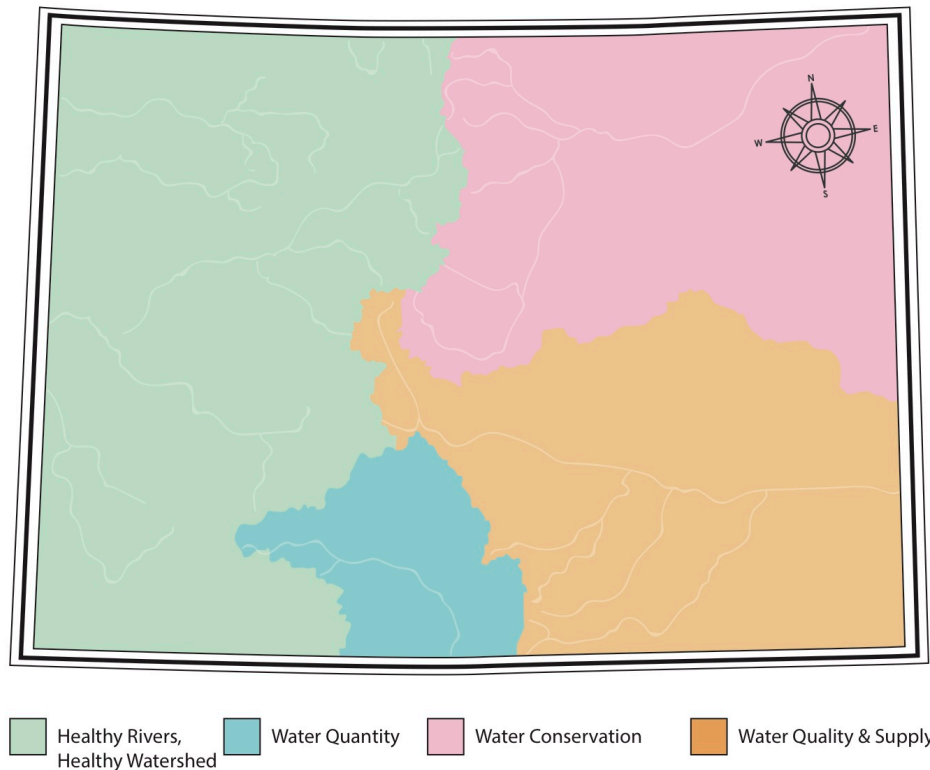 N
W
E
S
Healthy Rivers,
Healthy Watershed
Water Quantity
Water Conservation
Water Quality & Supply